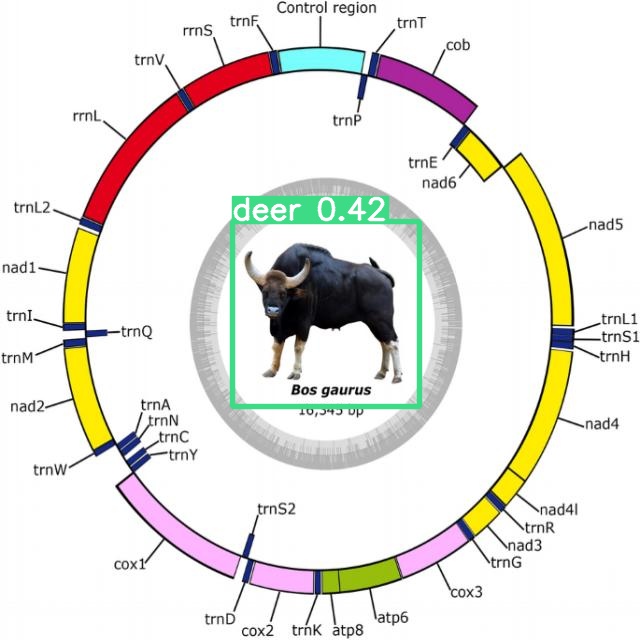 Control region
trnT
cob
trnP
trnE
nad6
nad5
trnL1
trnS1
trnH
nad4
nad4l
trnR
nad3
trnG
cox3
atp6
atp8
trnK
cox2
trnD
trnS2
cox1
trnY
trnC
trnN
trnA
trnW
nad2
trnM
trnQ
trnI
nad1
trnL2
rrnL
trnV
rrnS
trnF
deer 0.42
Bos gaurus
16,345 bp